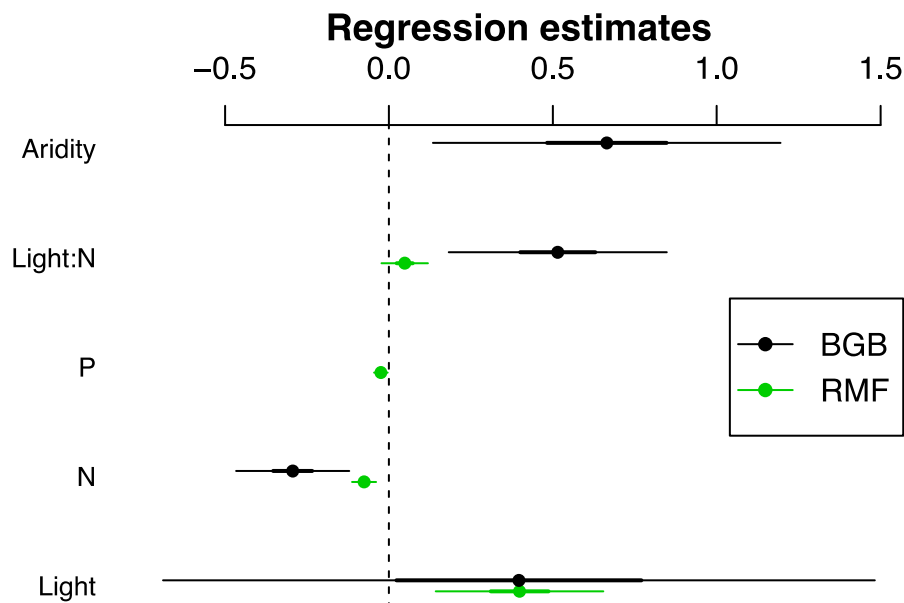 Regression estimates
−0.5 0.0 0.5 1.0 1.5
Aridity
Light:N
P
N
Light
BGB
RMF